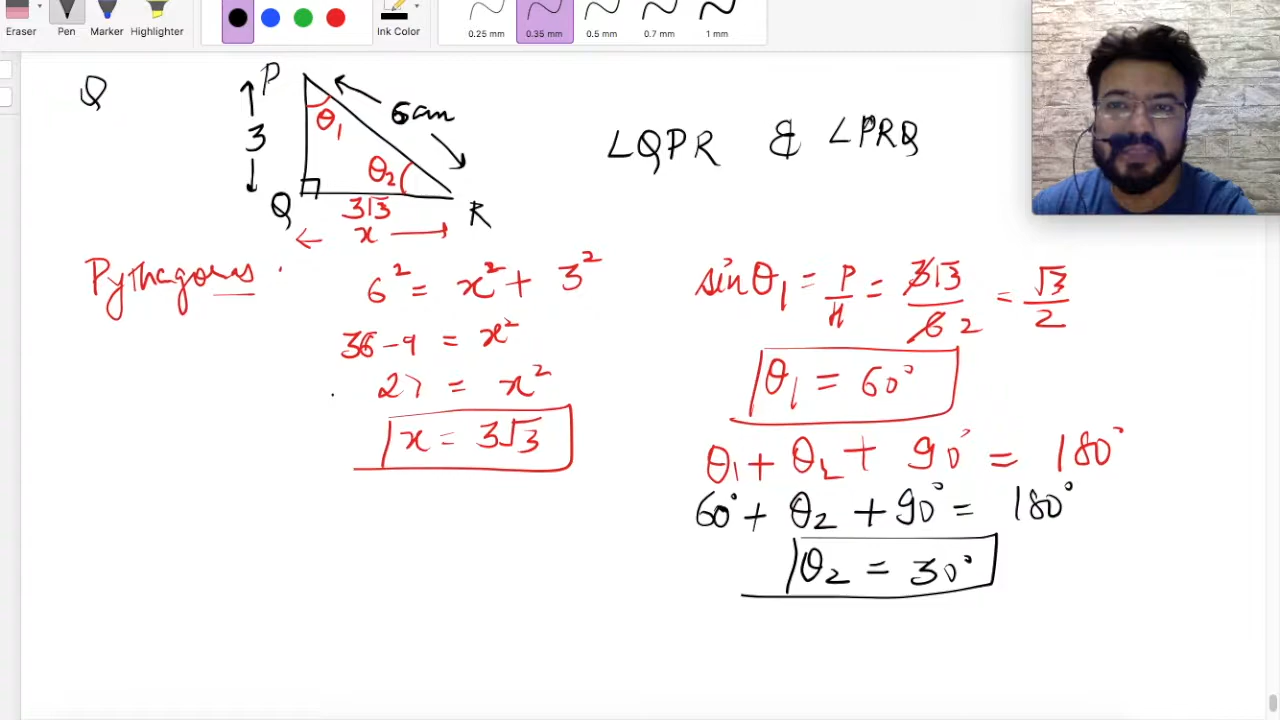 Eraser Pen Marker Highlighter Ink Color 0.25 mm 0.35 mm 0.5 mm 0.7 mm 1 mm
Q
P
6cm
3
θ₁
θ₂
Q
3√3
R
x
∠QPR & ∠PRQ
Pythagoras
6² = x² + 3²
36 - 9 = x²
27 = x²
x = 3√3
sinθ₁ = P/H = 3√3/6 2 = √3/2
θ₁ = 60°
θ₁ + θ₂ + 90° = 180°
60° + θ₂ + 90° = 180°
θ₂ = 30°